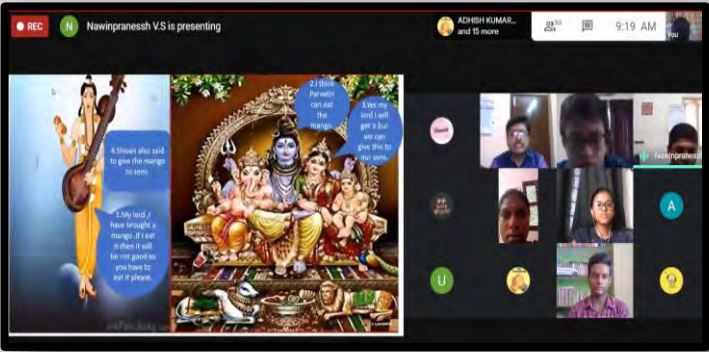 REC
N
Nawinpranessh V.S is presenting
ADHISH KUMAR...
and 15 more
9:19 AM
You
2.I think
Parvathi
can eat
the
mango.
3.Yes my
lord I will
get it but
we can
give this to
our sons.
4.Shivan also said
to give the mango
to sons.
1.My lord ,I
have brought a
mango .If I eat
it then it will
be not good so
you have to
eat it please.
Nawinpraness
A
U